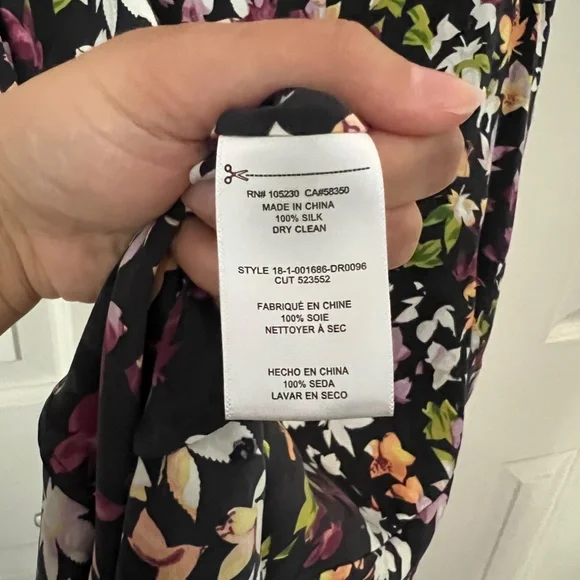 RN# 105230 CA#58350
MADE IN CHINA
100% SILK
DRY CLEAN
STYLE 18-1-001686-DR0096
CUT 523552
FABRIQUÉ EN CHINE
100% SOIE
NETTOYER À SEC
HECHO EN CHINA
100% SEDA
LAVAR EN SECO